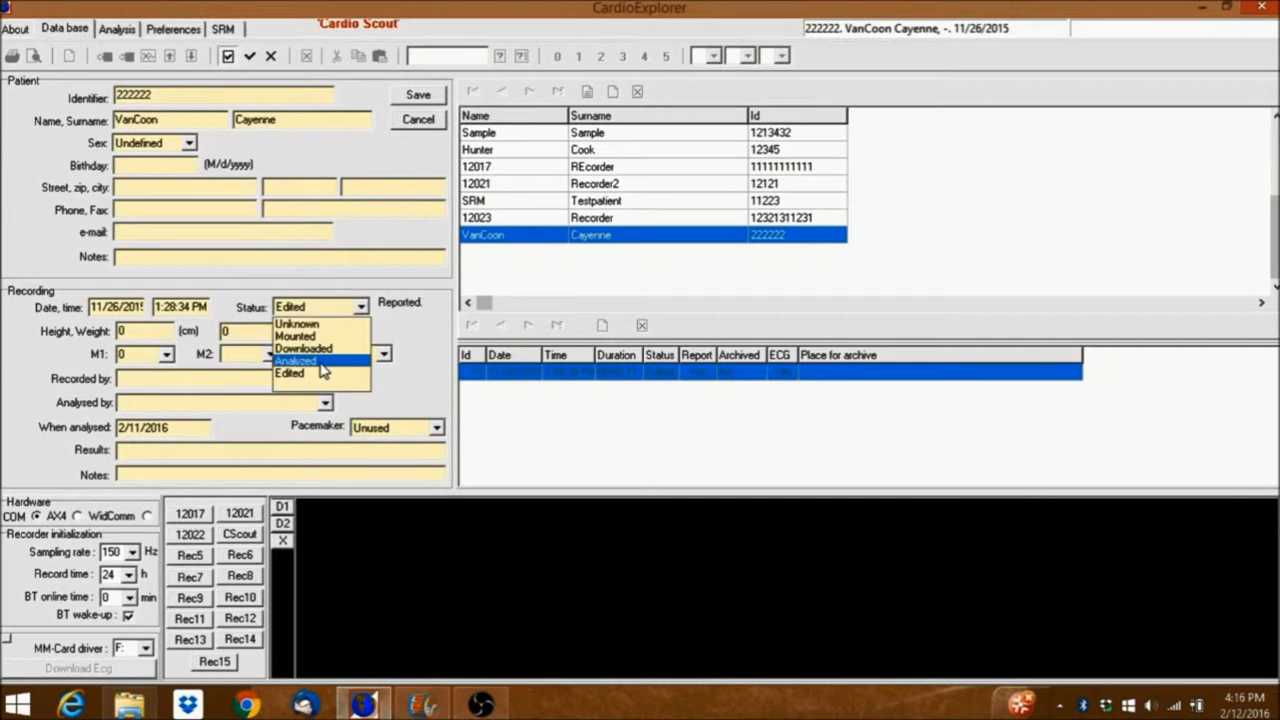 CardioExplorer
About Data base Analysis Preferences SRM 'Cardio Scout' 222222. VanCoon Cayenne, -. 11/26/2015
0 1 2 3 4 5
Patient
Identifier: 222222 Save
Name, Surname: VanCoon Cayenne Cancel
Sex: Undefined
Birthday: (M/d/yyyy)
Street, zip, city:
Phone, Fax:
e-mail:
Notes:
Name Surname Id
Sample Sample 1213432
Hunter Cook 12345
12017 REcorder 11111111111
12021 Recorder2 12121
SRM Testpatient 11223
12023 Recorder 12321311231
VanCoon Cayenne 222222
Recording
Date, time: 11/26/201 1:28:34 PM Status: Edited Reported.
Unknown
Mounted
Downloaded
Analyzed
Edited
Height, Weight: 0 (cm) 0
M1: 0 M2:
Recorded by:
Analysed by:
When analysed: 2/11/2016 Pacemaker: Unused
Results:
Notes:
Id Date Time Duration Status Report Archived ECG Place for archive
Hardware
COM AX4 WidComm
Recorder initialization
Sampling rate: 150 Hz
Record time: 24 h
BT online time: 0 min
BT wake-up:
MM-Card driver: F:
Download Ecg
12017 12021
12022 CScout
Rec5 Rec6
Rec7 Rec8
Rec9 Rec10
Rec11 Rec12
Rec13 Rec14
Rec15
D1
D2
X
4:16 PM
2/12/2016